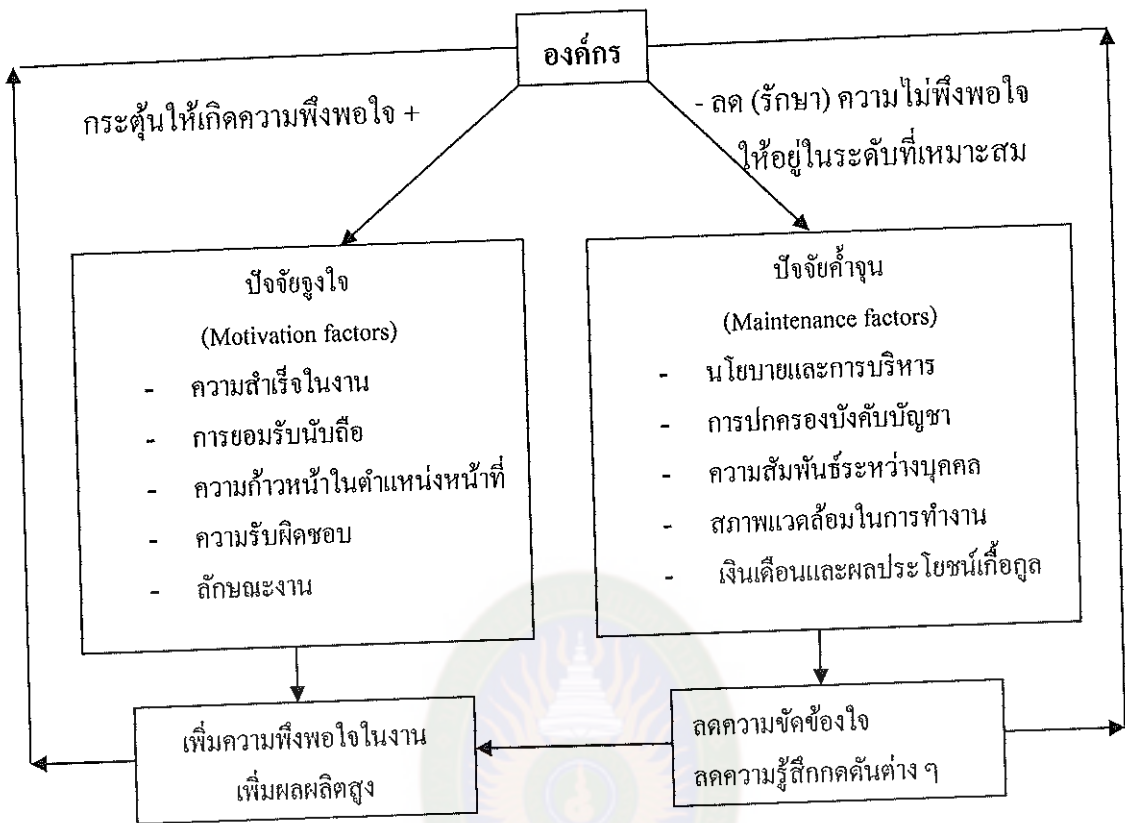 องค์กร
กระตุ้นให้เกิดความพึงพอใจ +
- ลด (รักษา) ความไม่พึงพอใจ
ให้อยู่ในระดับที่เหมาะสม
ปัจจัยจูงใจ
(Motivation factors)
- ความสำเร็จในงาน
- การยอมรับนับถือ
- ความก้าวหน้าในตำแหน่งหน้าที่
- ความรับผิดชอบ
- ลักษณะงาน
ปัจจัยค้ำจุน
(Maintenance factors)
- นโยบายและการบริหาร
- การปกครองบังคับบัญชา
- ความสัมพันธ์ระหว่างบุคคล
- สภาพแวดล้อมในการทำงาน
- เงินเดือนและผลประโยชน์เกื้อกูล
เพิ่มความพึงพอใจในงาน
เพิ่มผลผลิตสูง
ลดความขัดข้องใจ
ลดความรู้สึกกดดันต่าง ๆ